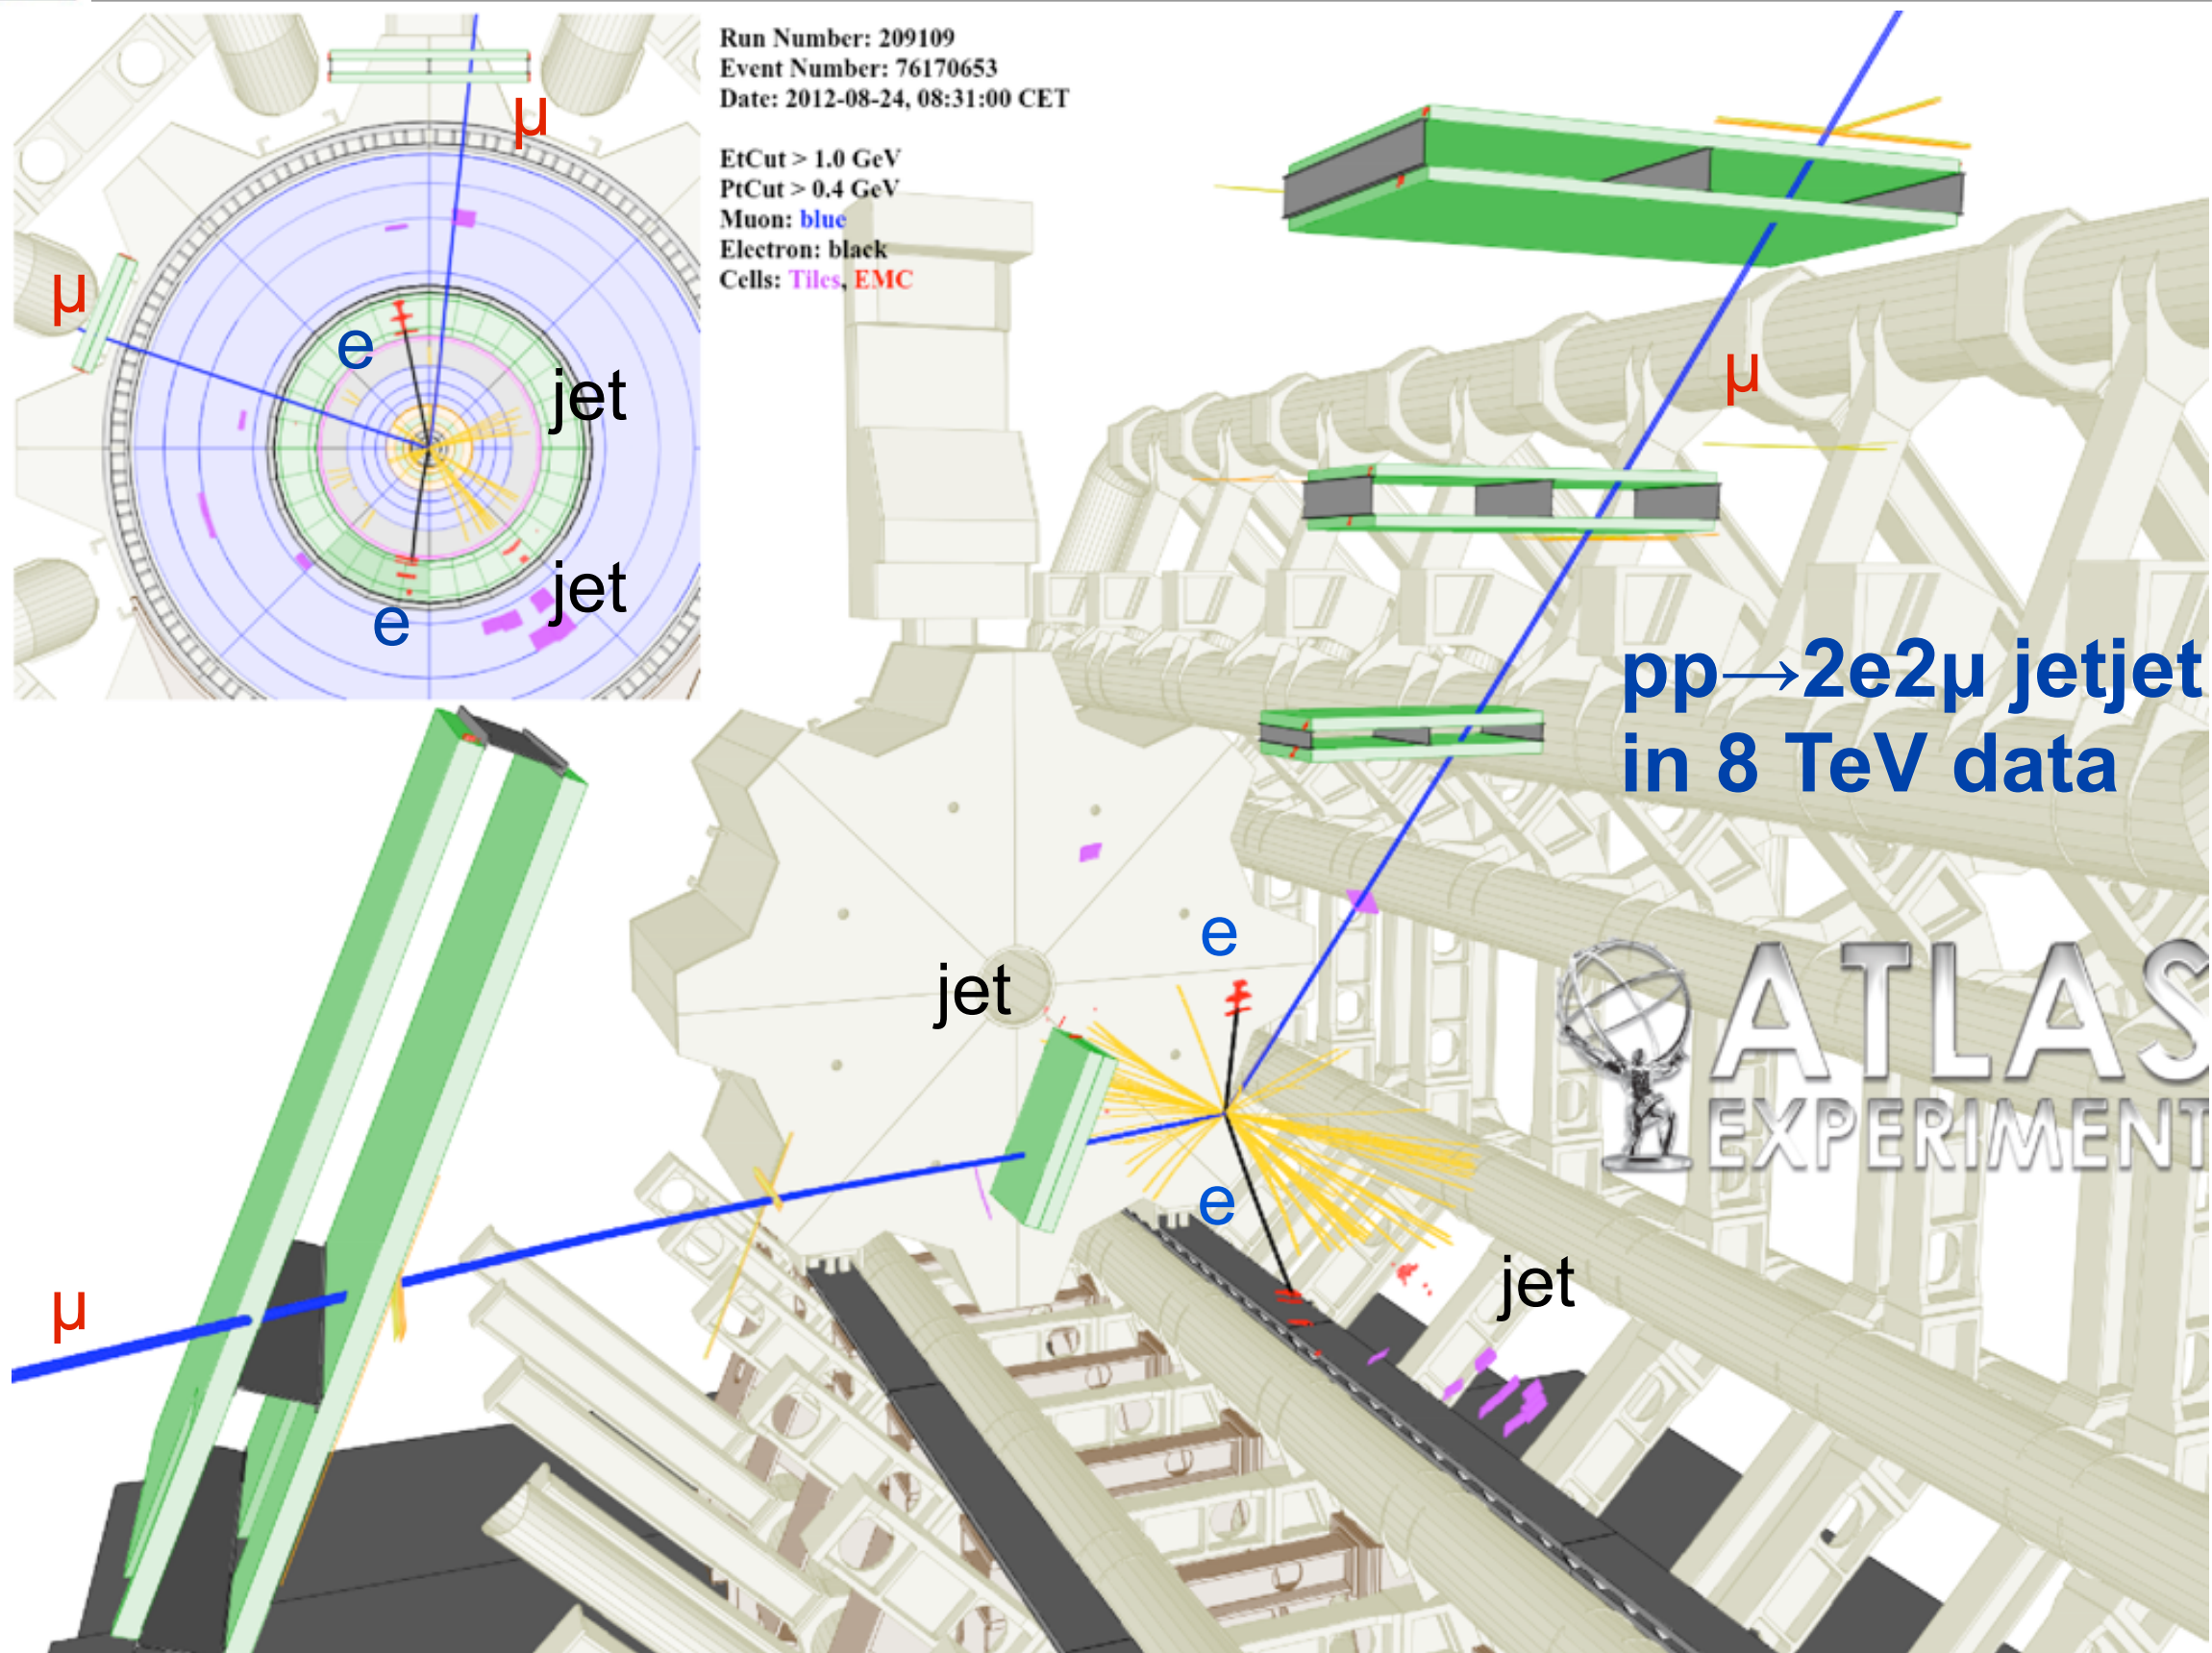 Run Number: 209109
Event Number: 76170653
Date: 2012-08-24, 08:31:00 CET
EtCut > 1.0 GeV
PtCut > 0.4 GeV
Muon: blue
Electron: black
Cells: Tiles, EMC
μ
μ
e
jet
jet
e
μ
pp→2e2μ jetjet
in 8 TeV data
e
jet
ATLAS
EXPERIMENT
e
jet
μ